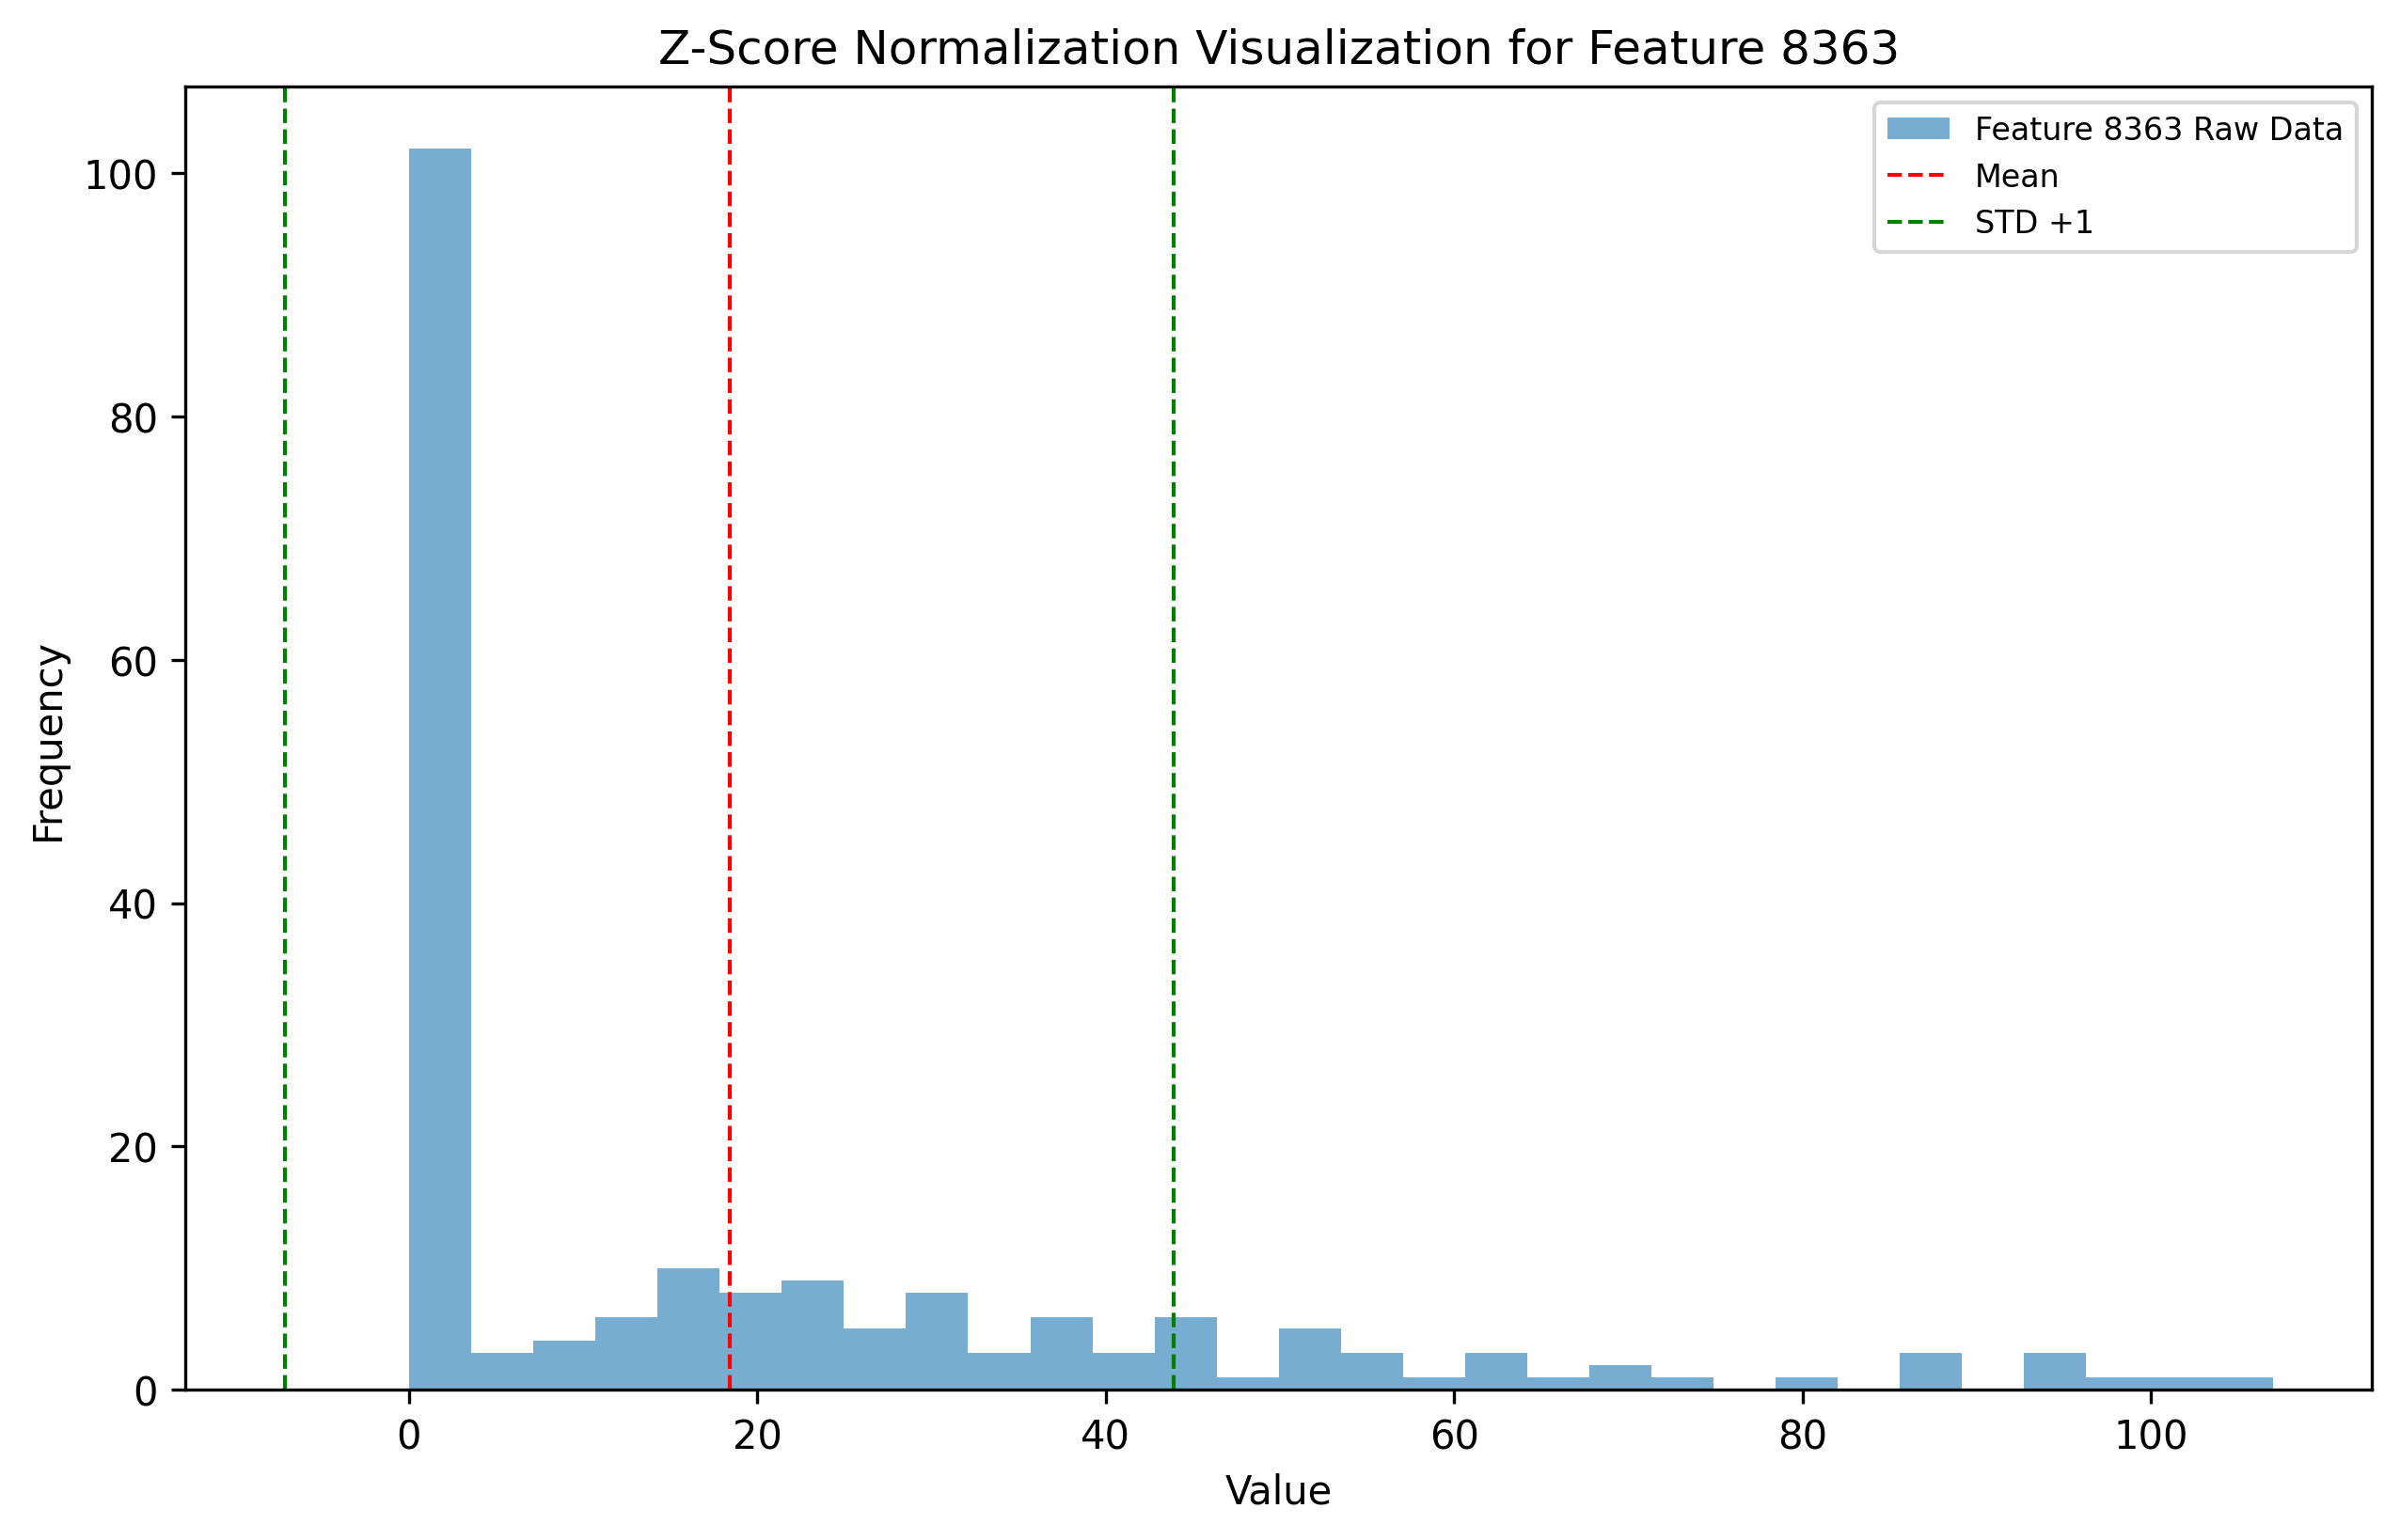 Z-Score Normalization Visualization for Feature 8363
Feature 8363 Raw Data
Mean
STD +1
100
80
60
40
20
0
Frequency
0 20 40 60 80 100
Value